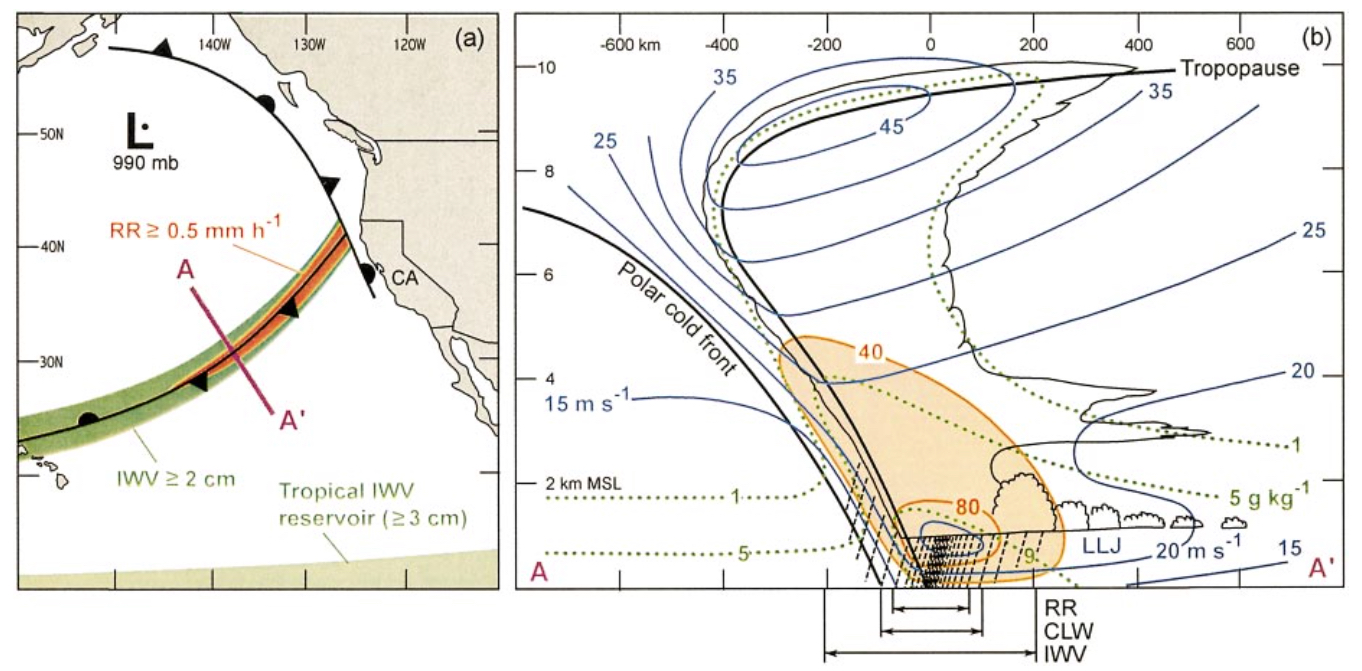 140W 130W 120W (a)
50N
L
990 mb
RR ≥ 0.5 mm h⁻¹
40N
A
CA
30N
A'
IWV ≥ 2 cm
Tropical IWV
reservoir (≥3 cm)
-600 km -400 -200 0 200 400 600 (b)
10
Tropopause
35
35
45
25
8
25
6
Polar cold front
40
20
4
15 m s⁻¹
1
2 km MSL
1
5 g kg⁻¹
80
LLJ
20 m s⁻¹
15
5
9
A
A'
RR
CLW
IWV